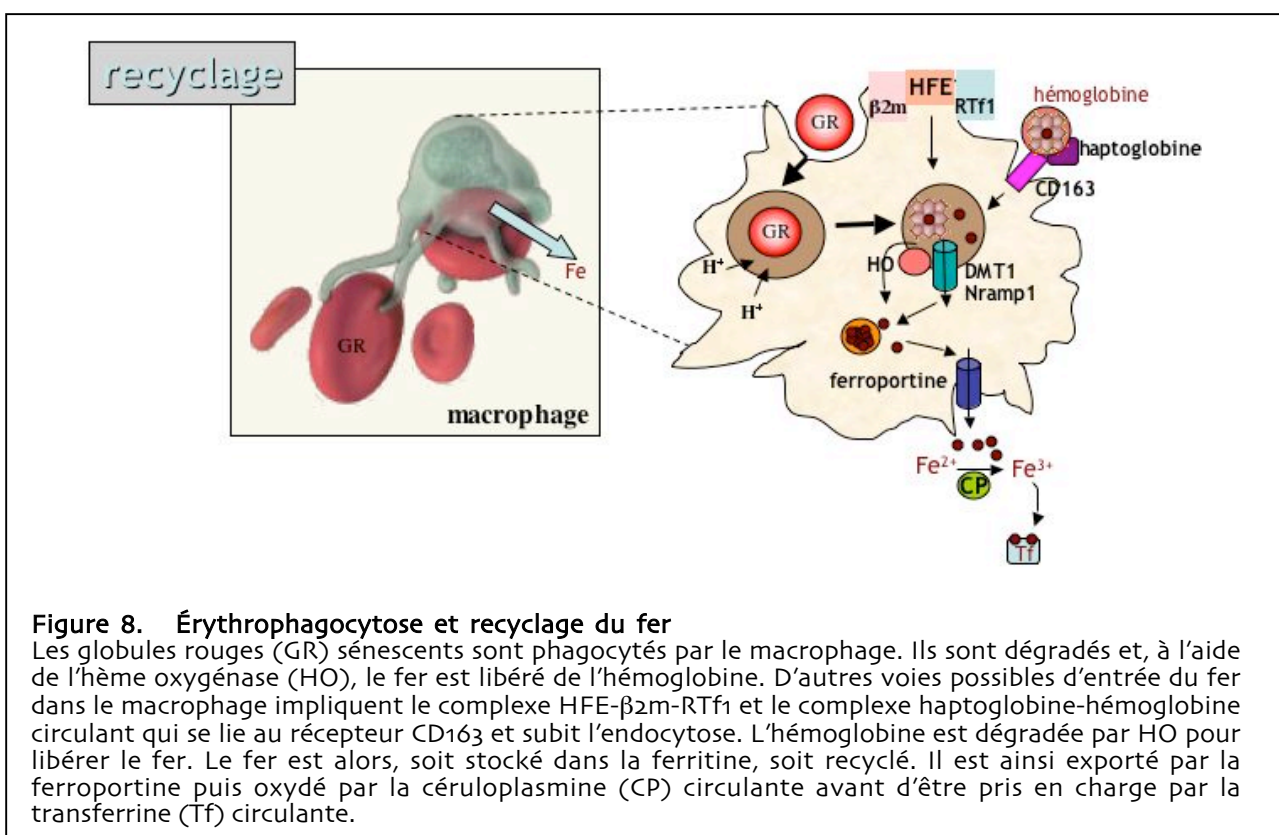 recyclage
GR
Fe
macrophage
GR
β2m
HFE
RTf1
hémoglobine
haptoglobine
CD163
GR
H⁺
H⁺
HO
DMT1
Nramp1
ferroportine
Fe²⁺
Fe³⁺
CP
Tf
Figure 8. Érythrophagocytose et recyclage du fer
Les globules rouges (GR) sénescents sont phagocytés par le macrophage. Ils sont dégradés et, à l'aide
de l'hème oxygénase (HO), le fer est libéré de l'hémoglobine. D'autres voies possibles d'entrée du fer
dans le macrophage impliquent le complexe HFE-β2m-RTf1 et le complexe haptoglobine-hémoglobine
circulant qui se lie au récepteur CD163 et subit l'endocytose. L'hémoglobine est dégradée par HO pour
libérer le fer. Le fer est alors, soit stocké dans la ferritine, soit recyclé. Il est ainsi exporté par la
ferroportine puis oxydé par la céruloplasmine (CP) circulante avant d'être pris en charge par la
transferrine (Tf) circulante.